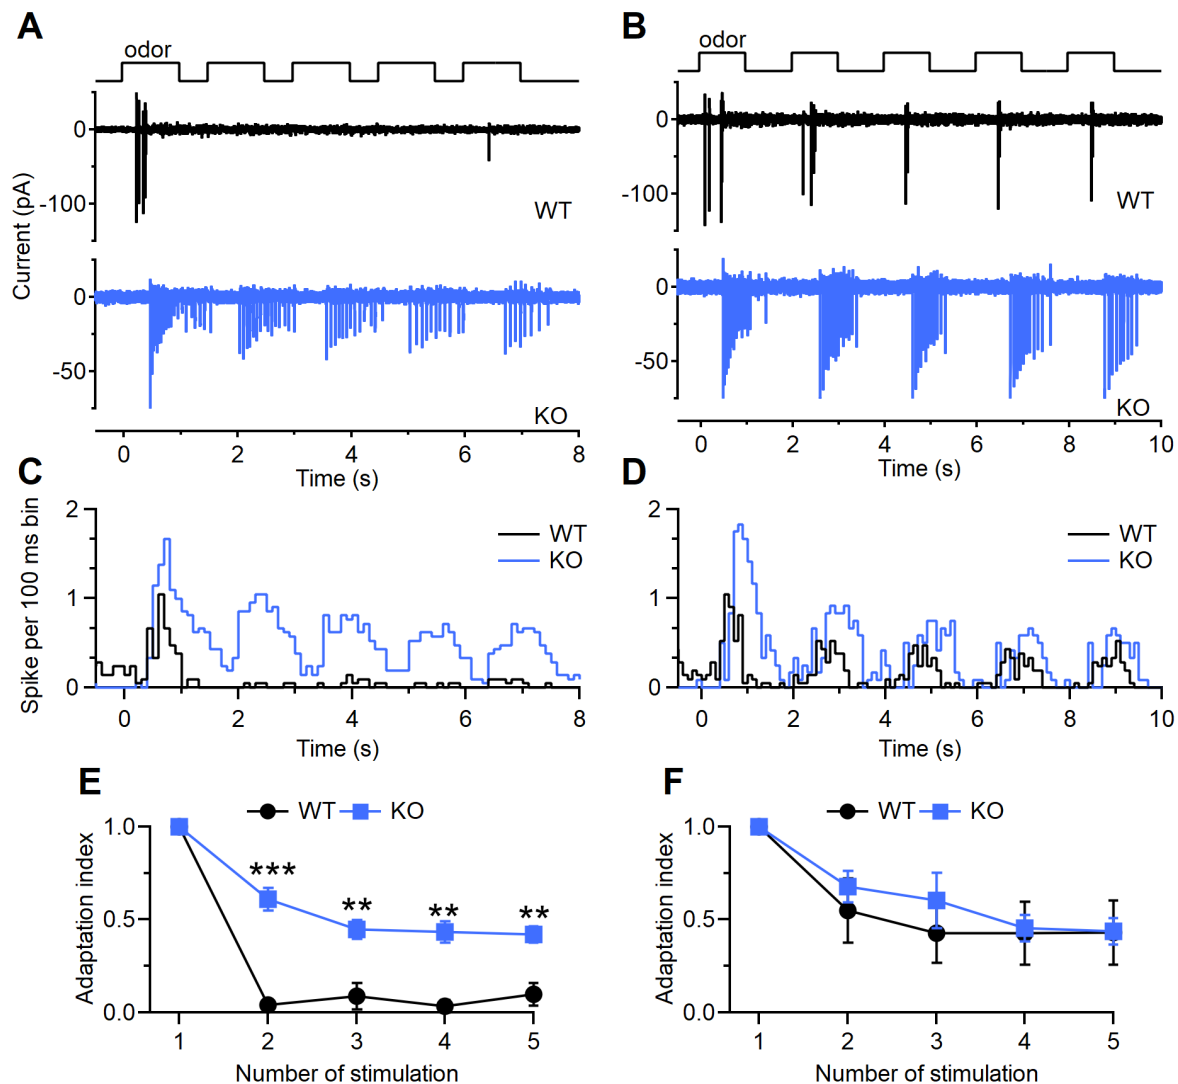 A
odor
0
-100
WT
Current (pA)
0
-50
KO
0 2 4 6 8
Time (s)
B
odor
0
-100
WT
0
-50
KO
0 2 4 6 8 10
Time (s)
C
2
1
0
Spike per 100 ms bin
WT
KO
0 2 4 6 8
Time (s)
D
2
1
0
WT
KO
0 2 4 6 8 10
Time (s)
E
WT KO
1.0
0.5
0.0
Adaptation index
***
**
**
**
1 2 3 4 5
Number of stimulation
F
WT KO
1.0
0.5
0.0
Adaptation index
1 2 3 4 5
Number of stimulation